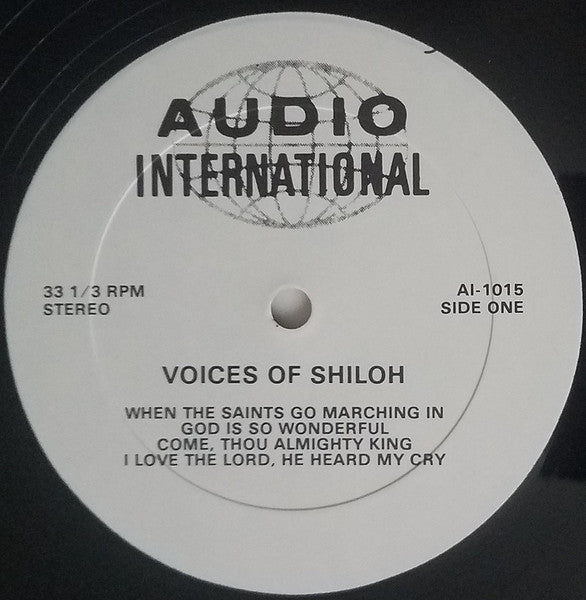 AUDIO
INTERNATIONAL
33 1/3 RPM
STEREO
AI-1015
SIDE ONE
VOICES OF SHILOH
WHEN THE SAINTS GO MARCHING IN
GOD IS SO WONDERFUL
COME, THOU ALMIGHTY KING
I LOVE THE LORD, HE HEARD MY CRY